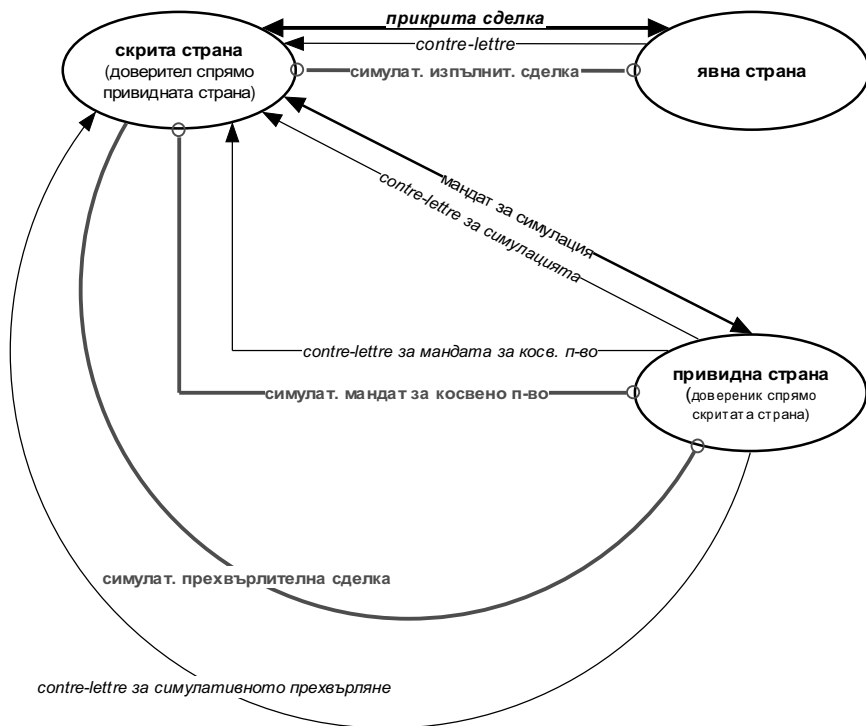 прикрита сделка
contre-lettre
симулат. изпълнит. сделка
скрита страна
(доверител спрямо
привидната страна)
явна страна
мандат за симулация
contre-lettre за симулацията
contre-lettre за мандата за косв. п-во
симулат. мандат за косвено п-во
привидна страна
(довереник спрямо
скритата страна)
симулат. прехвърлителна сделка
contre-lettre за симулативното прехвърляне